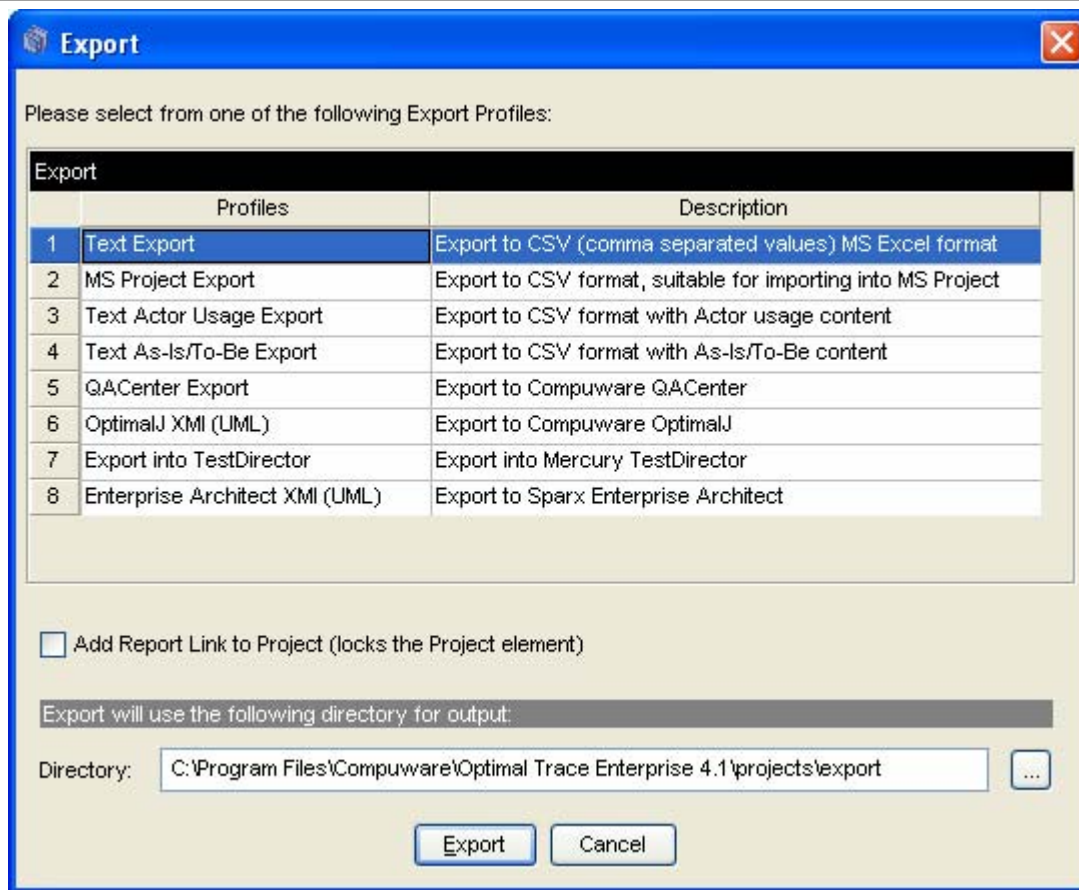 Export
Please select from one of the following Export Profiles:
Export
Profiles Description
1 Text Export Export to CSV (comma separated values) MS Excel format
2 MS Project Export Export to CSV format, suitable for importing into MS Project
3 Text Actor Usage Export Export to CSV format with Actor usage content
4 Text As-Is/To-Be Export Export to CSV format with As-Is/To-Be content
5 QACenter Export Export to Compuware QACenter
6 OptimalJ XMI (UML) Export to Compuware OptimalJ
7 Export into TestDirector Export into Mercury TestDirector
8 Enterprise Architect XMI (UML) Export to Sparx Enterprise Architect
Add Report Link to Project (locks the Project element)
Export will use the following directory for output:
Directory: C:\Program Files\Compuware\Optimal Trace Enterprise 4.1\projects\export ...
Export Cancel